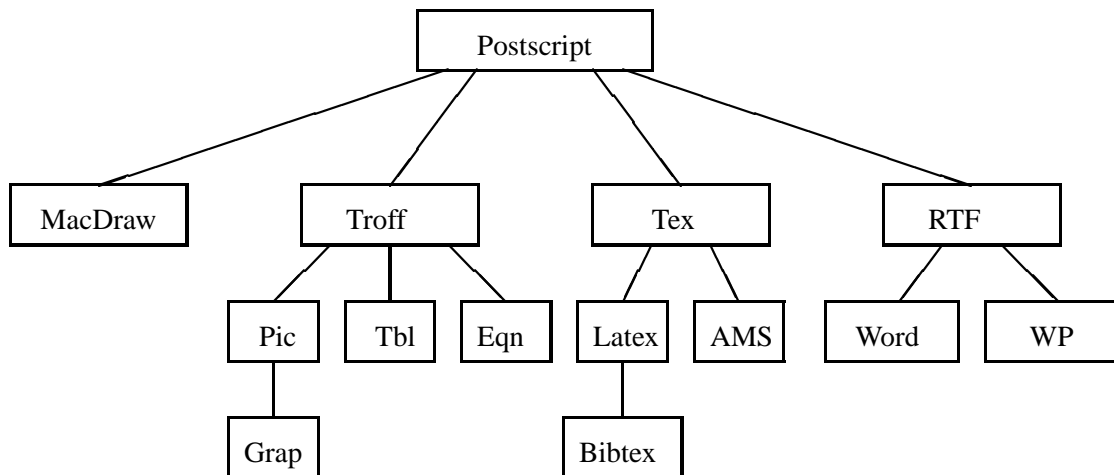 Postscript
MacDraw
Troff
Tex
RTF
Pic
Tbl
Eqn
Latex
AMS
Word
WP
Grap
Bibtex